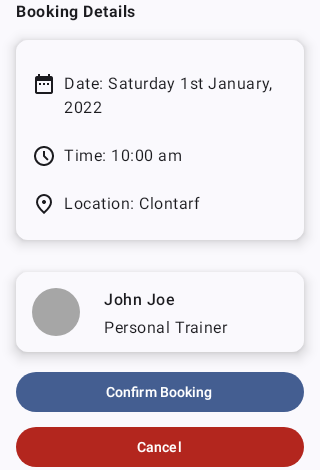 Booking Details
Date: Saturday 1st January,
2022
Time: 10:00 am
Location: Clontarf
John Joe
Personal Trainer
Confirm Booking
Cancel